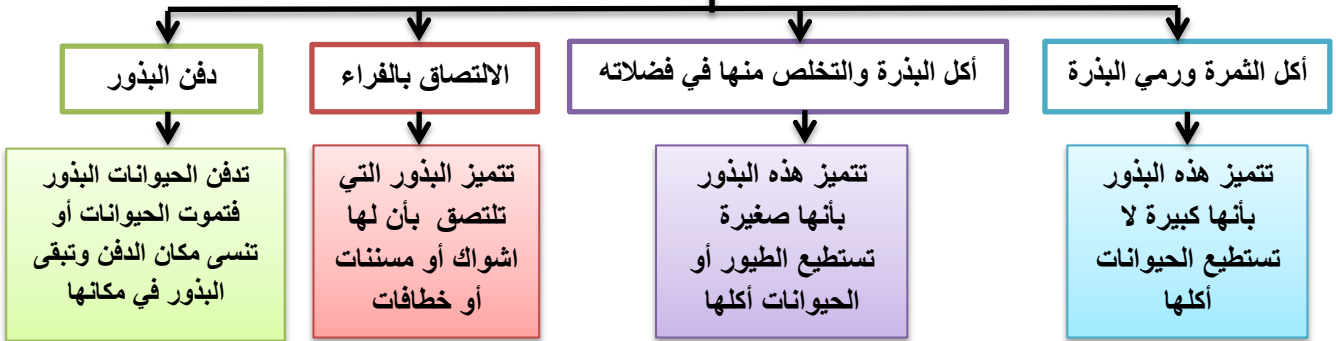 أكل الثمرة ورمي البذرة
أكل البذرة والتخلص منها في فضلاته
الالتصاق بالفراء
دفن البذور
تتميز هذه البذور
بأنها كبيرة لا
تستطيع الحيوانات
أكلها
تتميز هذه البذور
بأنها صغيرة
تستطيع الطيور أو
الحيوانات أكلها
تتميز البذور التي
تلتصق بأن لها
اشواك أو مسننات
أو خطافات
تدفن الحيوانات البذور
فتموت الحيوانات أو
تنسى مكان الدفن وتبقى
البذور في مكانها